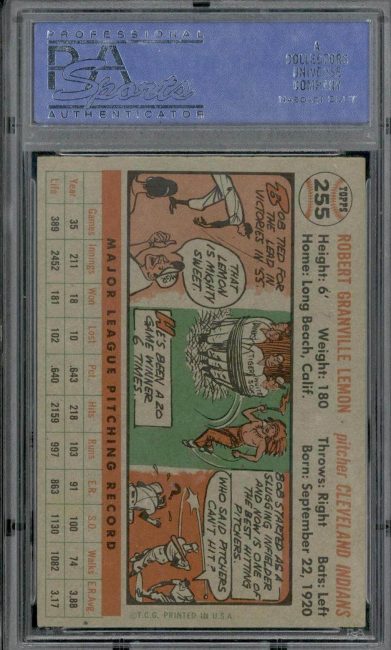 PROFESSIONAL
PSA
Sports
AUTHENTICATOR
A
COLLECTORS
UNIVERSE
COMPANY
TOPPS
255
ROBERT GRANVILLE LEMON - pitcher CLEVELAND INDIANS
Height: 6' Weight: 180 Throws: Right Bats: Left
Home: Long Beach, Calif. Born: September 22, 1920
BOB TIED FOR
THE LEAD IN
VICTORIES IN '55
THAT
LEMON
IS MIGHTY
SWEET
HE'S BEEN A 20
GAME WINNER
6 TIMES.
BOB STARTED AS A
SLUGGING INFIELDER
AND NOW IS ONE OF
THE BEST HITTING
PITCHERS.
WHO SAID PITCHERS
CAN'T HIT?
MAJOR LEAGUE PITCHING RECORD
Games Innings Won Lost Pct Hits Runs E.R. S.O. Walks E.R.Avg.
Year 35 211 18 10 .643 218 103 91 100 74 3.88
Life 389 2452 181 102 .640 2159 997 863 1130 1082 3.17
© T.C.G. PRINTED IN U.S.A.